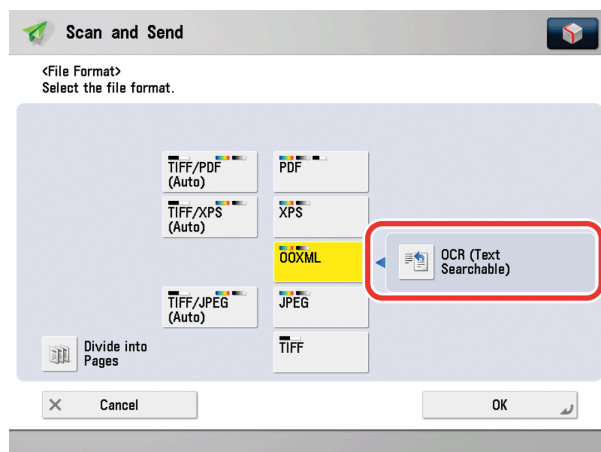 Scan and Send
<File Format>
Select the file format.
TIFF/PDF
(Auto)
PDF
TIFF/XPS
(Auto)
XPS
OOXML
OCR (Text
Searchable)
TIFF/JPEG
(Auto)
JPEG
Divide into
Pages
TIFF
Cancel
OK